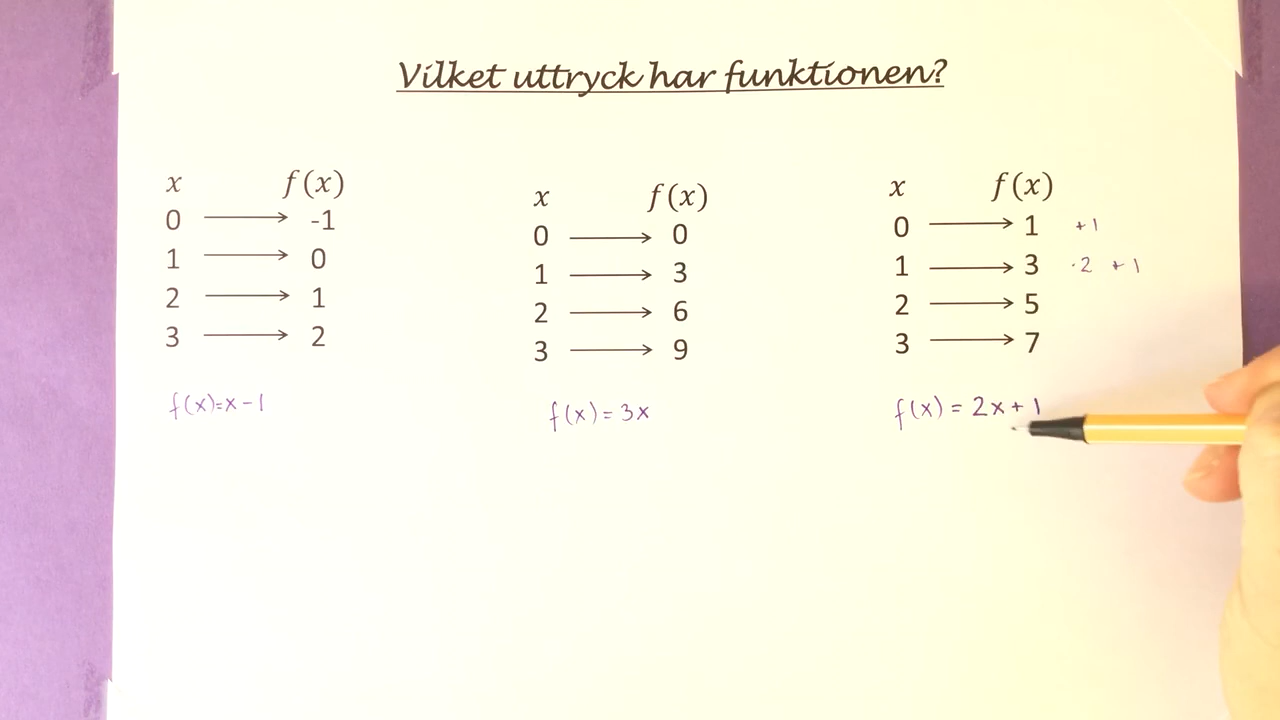 Vilket uttryck har funktionen?
x f(x)
0 → -1
1 → 0
2 → 1
3 → 2
f(x)=x-1
x f(x)
0 → 0
1 → 3
2 → 6
3 → 9
f(x)=3x
x f(x)
0 → 1 +1
1 → 3 ·2 +1
2 → 5
3 → 7
f(x) = 2x+1